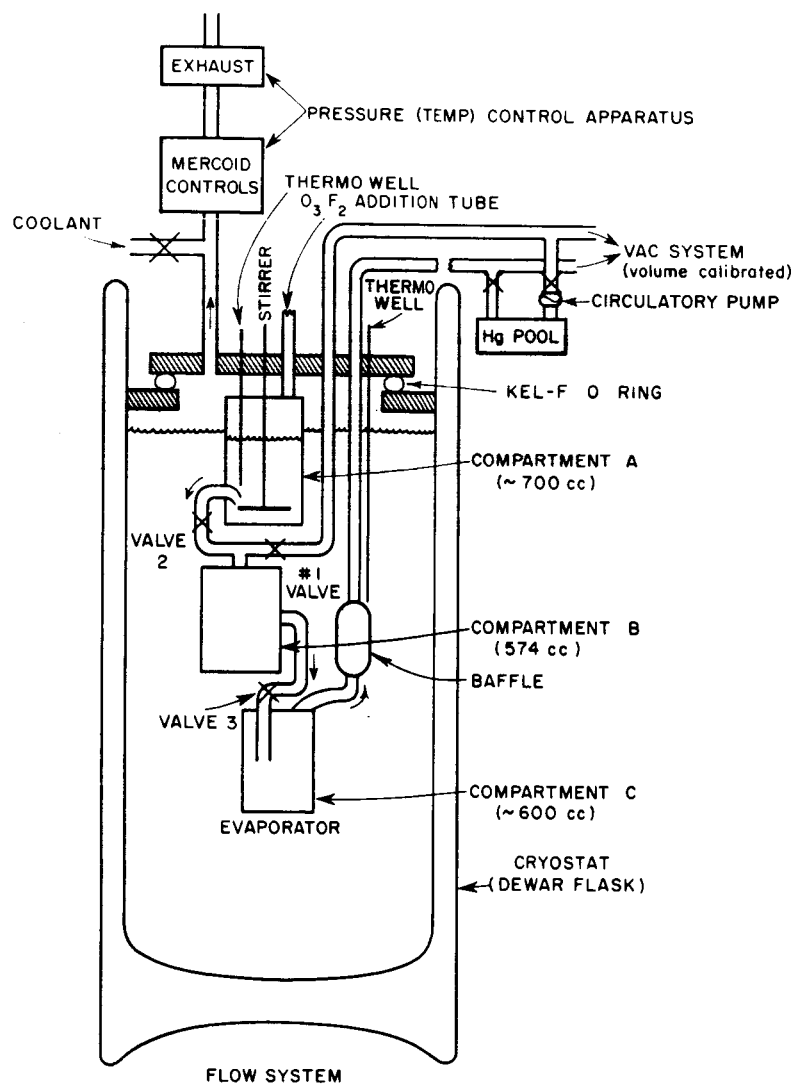 EXHAUST
PRESSURE (TEMP) CONTROL APPARATUS
MERCOID
CONTROLS
THERMO WELL
O₃F₂ ADDITION TUBE
COOLANT
STIRRER
VAC SYSTEM
(volume calibrated)
THERMO
WELL
CIRCULATORY PUMP
Hg POOL
KEL-F O RING
COMPARTMENT A
(~700 cc)
VALVE
2
#1
VALVE
COMPARTMENT B
(574 cc)
BAFFLE
VALVE 3
COMPARTMENT C
(~600 cc)
EVAPORATOR
CRYOSTAT
(DEWAR FLASK)
FLOW SYSTEM